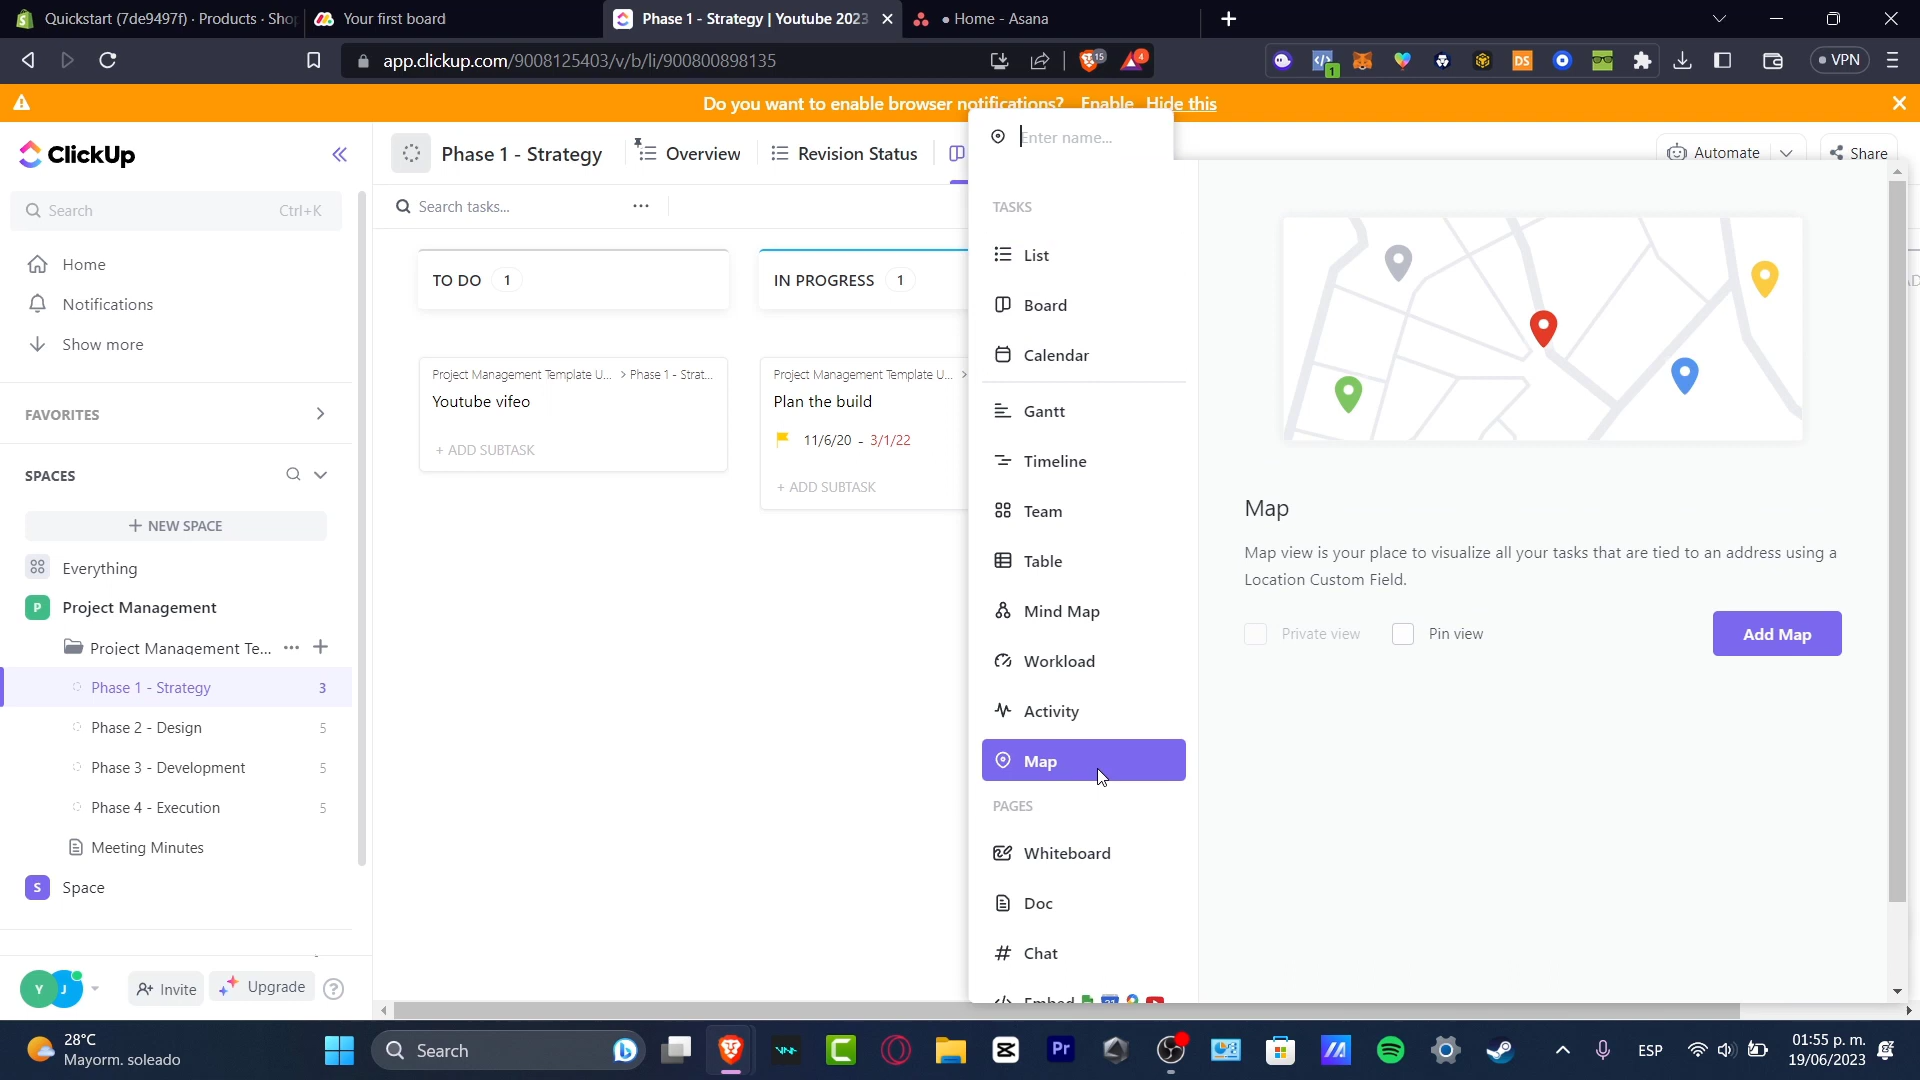 Quickstart (7de9497f) · Products · Sho
Your first board
Phase 1 - Strategy | Youtube 2023
• Home - Asana
app.clickup.com/9008125403/v/b/li/900800898135
15
4
1
DS
VPN
Do you want to enable browser notifications? Enable Hide this
ClickUp
Search
Ctrl+K
Home
Notifications
Show more
FAVORITES
SPACES
+ NEW SPACE
Everything
P
Project Management
Project Management Te...
Phase 1 - Strategy
3
Phase 2 - Design
5
Phase 3 - Development
5
Phase 4 - Execution
5
Meeting Minutes
S
Space
Y
J
Invite
Upgrade
?
Phase 1 - Strategy
Overview
Revision Status
Automate
Share
Search tasks...
TO DO
1
Project Management Template U... > Phase 1 - Strat...
Youtube vifeo
+ ADD SUBTASK
IN PROGRESS
1
Project Management Template U... >
Plan the build
11/6/20 - 3/1/22
+ ADD SUBTASK
Enter name...
TASKS
List
Board
Calendar
Gantt
Timeline
Team
Table
Mind Map
Workload
Activity
Map
PAGES
Whiteboard
Doc
Chat
Embed
Map
Map view is your place to visualize all your tasks that are tied to an address using a
Location Custom Field.
Private view
Pin view
Add Map
28°C
Mayorm. soleado
Search
Pr
ESP
01:55 p. m.
19/06/2023